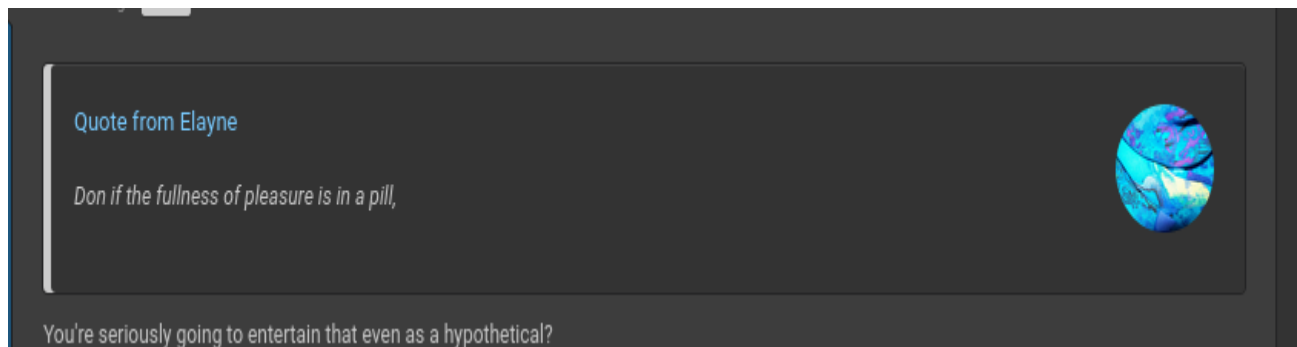 Quote from Elayne
Don if the fullness of pleasure is in a pill,
You're seriously going to entertain that even as a hypothetical?